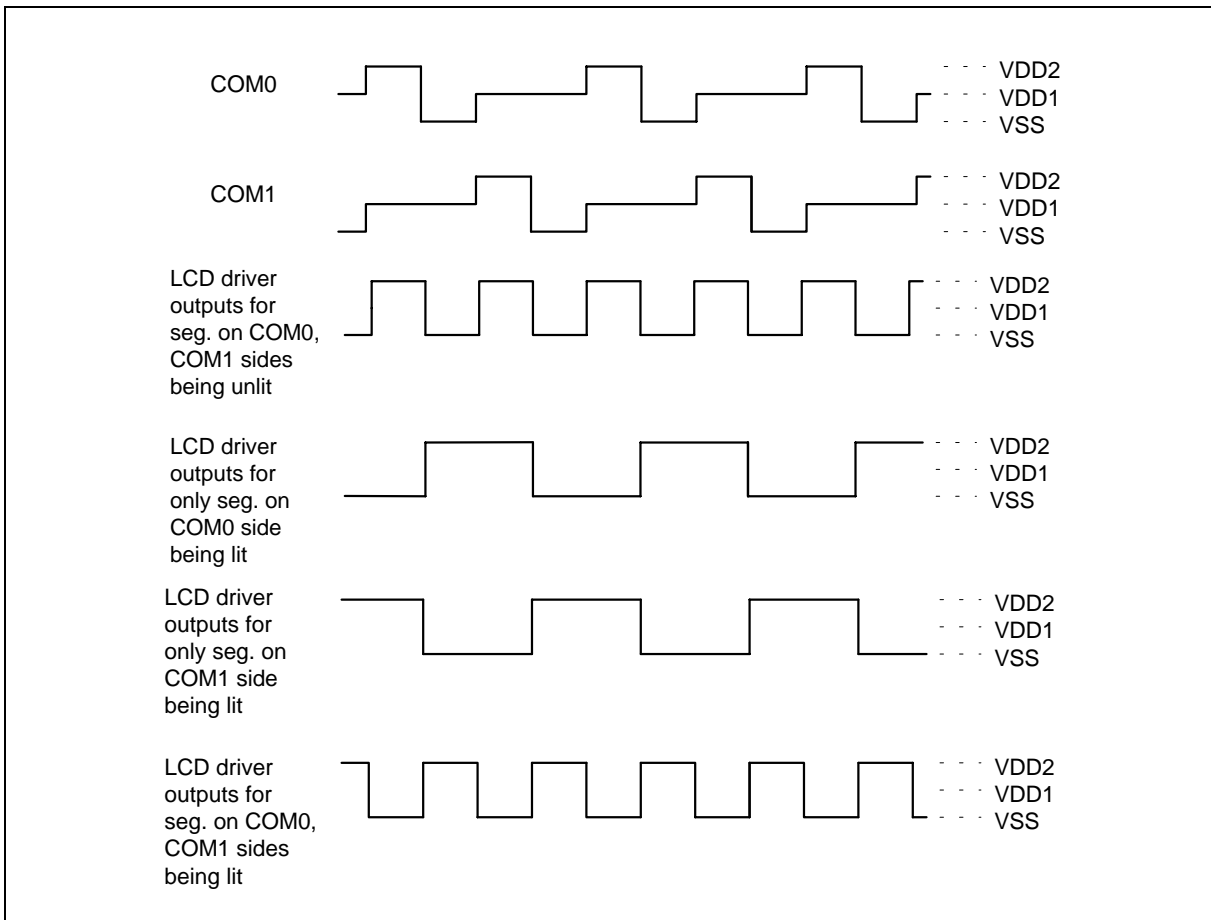 COM0
VDD2
VDD1
VSS
COM1
VDD2
VDD1
VSS
LCD driver
outputs for
seg. on COM0,
COM1 sides
being unlit
VDD2
VDD1
VSS
LCD driver
outputs for
only seg. on
COM0 side
being lit
VDD2
VDD1
VSS
LCD driver
outputs for
only seg. on
COM1 side
being lit
VDD2
VDD1
VSS
LCD driver
outputs for
seg. on COM0,
COM1 sides
being lit
VDD2
VDD1
VSS